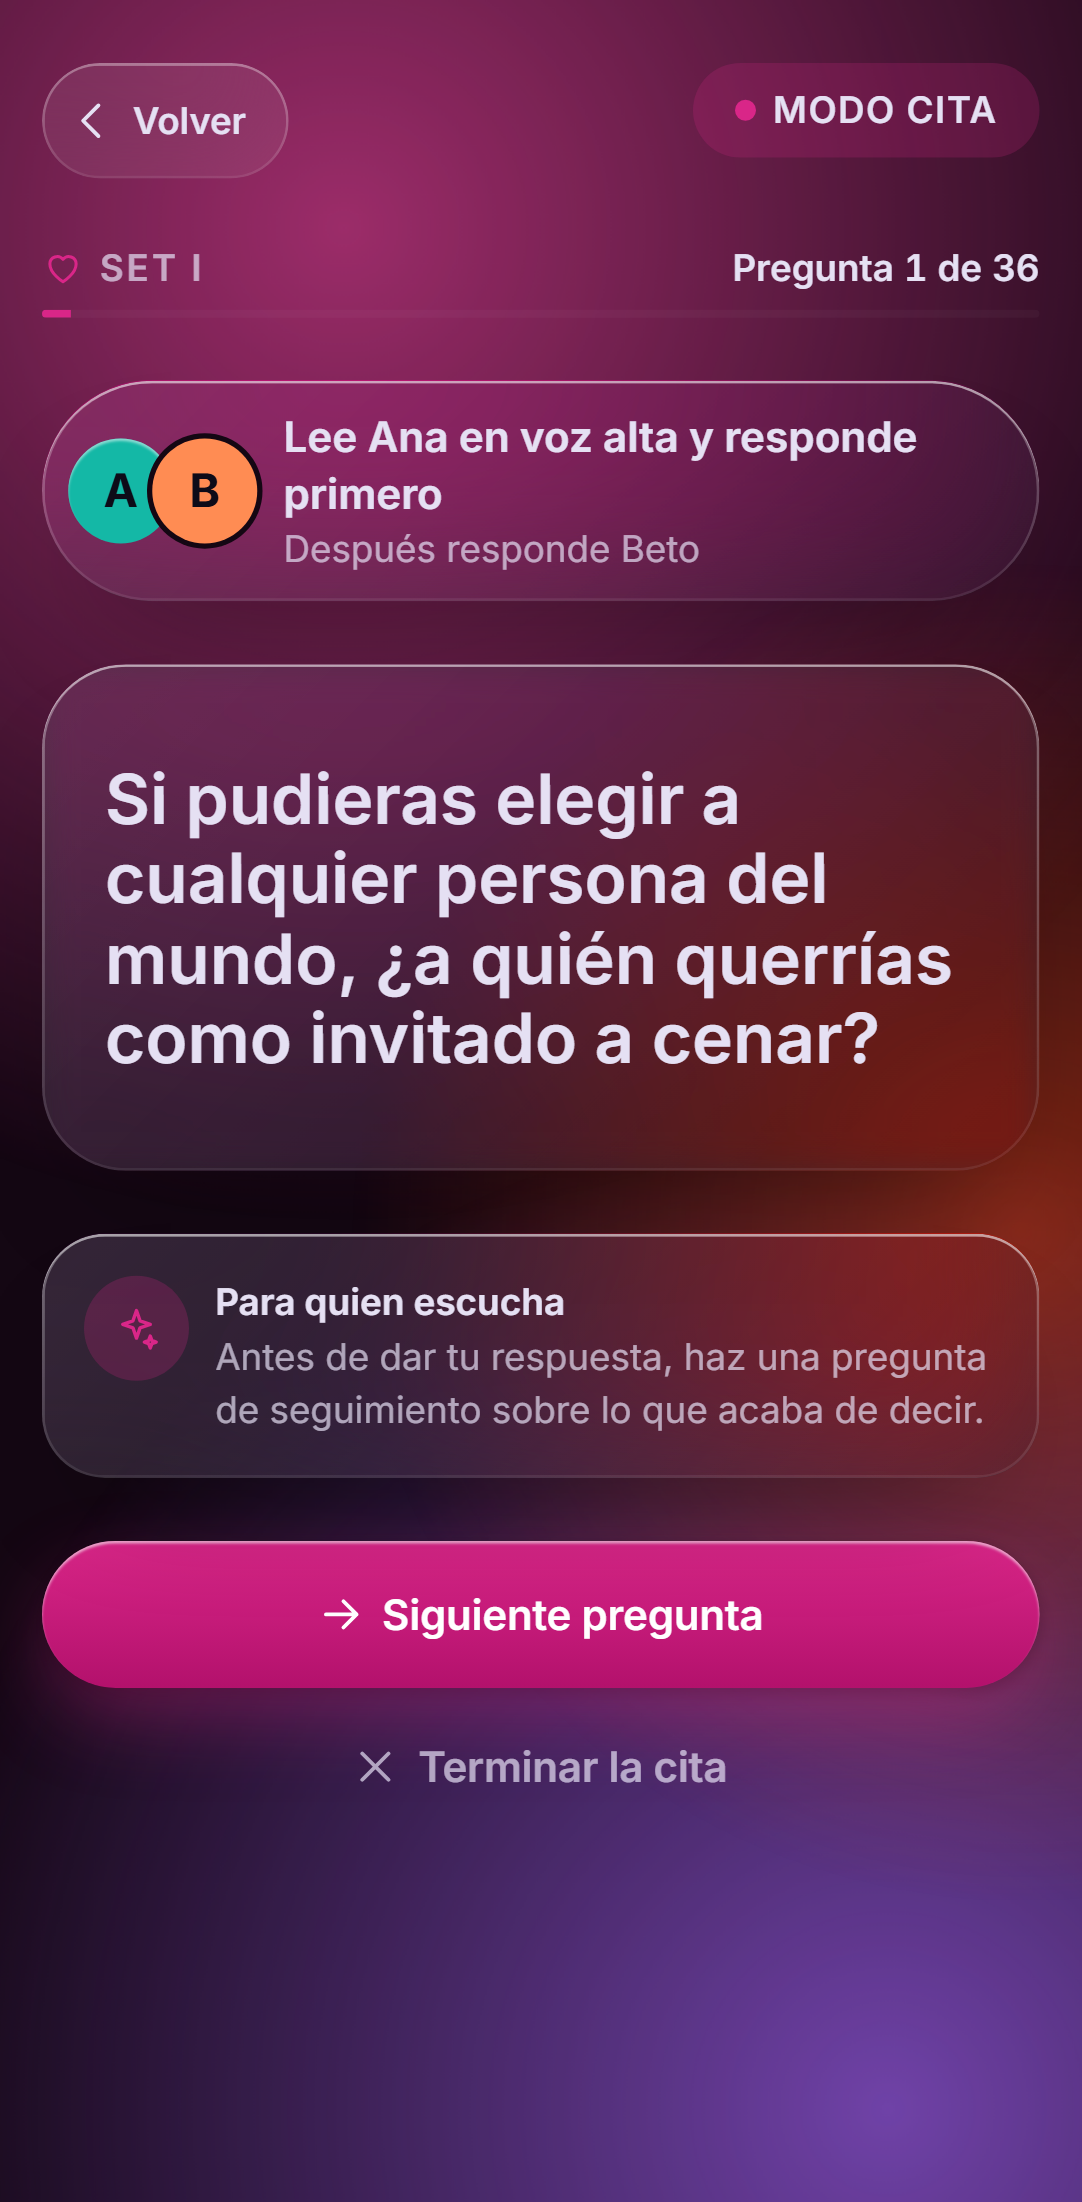 Volver
MODO CITA
SET I
Pregunta 1 de 36
A
B
Lee Ana en voz alta y responde
primero
Después responde Beto
Si pudieras elegir a
cualquier persona del
mundo, ¿a quién querrías
como invitado a cenar?
Para quien escucha
Antes de dar tu respuesta, haz una pregunta
de seguimiento sobre lo que acaba de decir.
Siguiente pregunta
Terminar la cita